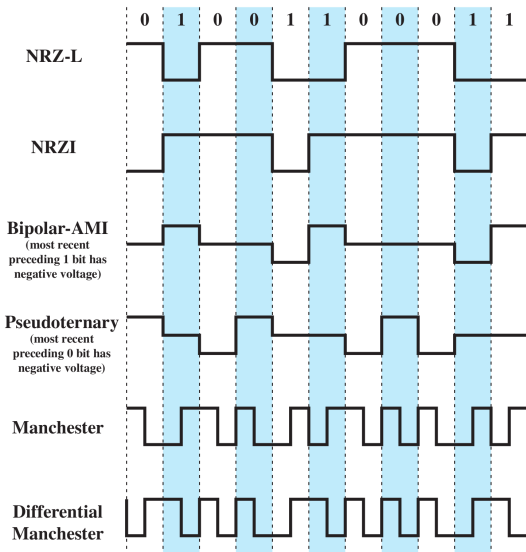 0 1 0 0 1 1 0 0 0 1 1
NRZ-L
NRZI
Bipolar-AMI
(most recent
preceding 1 bit has
negative voltage)
Pseudoternary
(most recent
preceding 0 bit has
negative voltage)
Manchester
Differential
Manchester